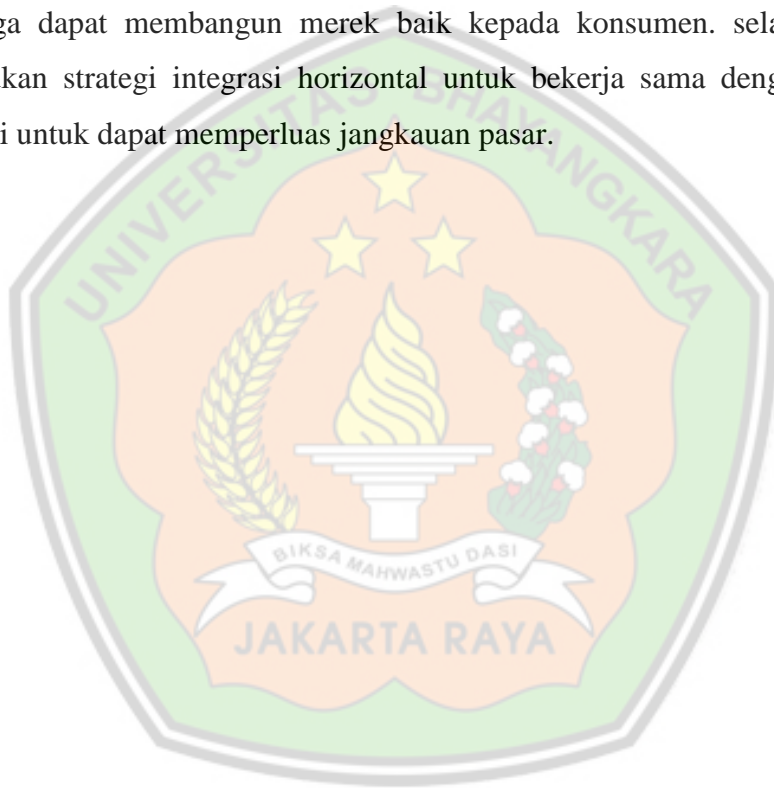 ga dapat membangun merek baik kepada konsumen. sela
kan strategi integrasi horizontal untuk bekerja sama deng
i untuk dapat memperluas jangkauan pasar.
UNIVERSITAS BHAYANGKARA
BIKSA MAHWASTU DASI
JAKARTA RAYA